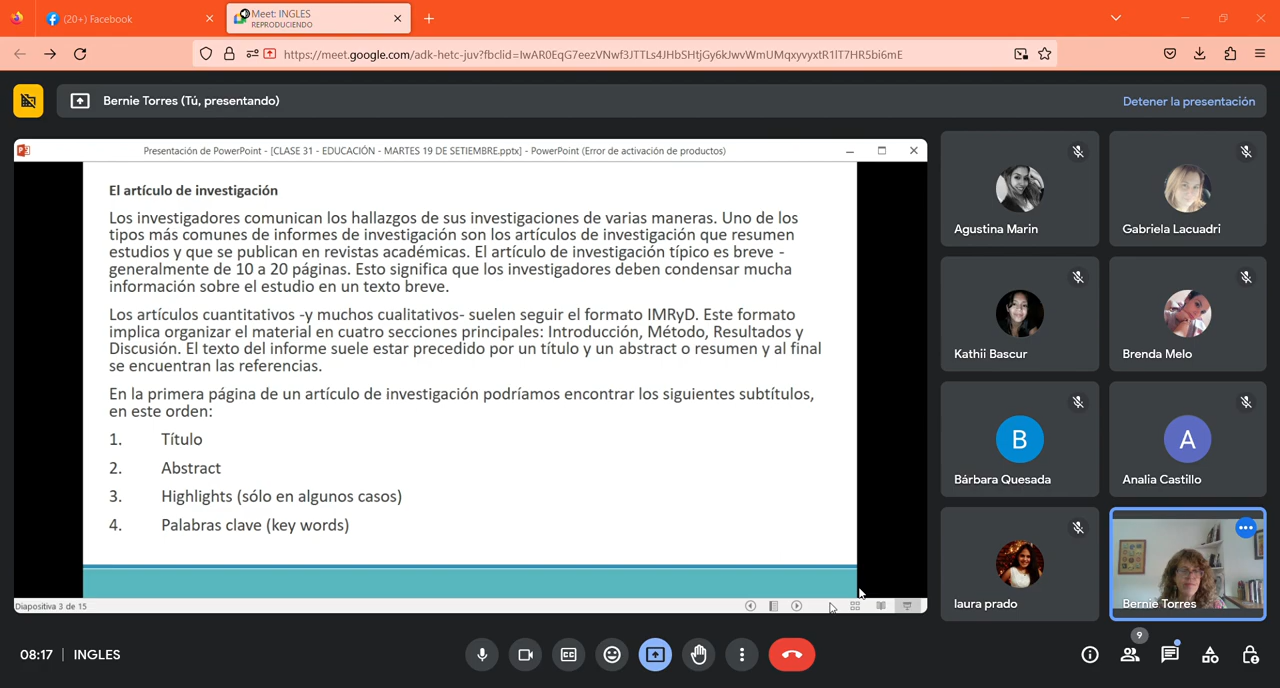 (20+) Facebook
Meet: INGLES
REPRODUCIENDO
https://meet.google.com/adk-hetc-juv?fbclid=IwAR0EqG7eezVNwf3JTTLs4JHbSHtjGy6kJwvWmUMqxyvyxtR1lT7HR5bi6mE
Bernie Torres (Tú, presentando)
Detener la presentación
Presentación de PowerPoint - [CLASE 31 - EDUCACIÓN - MARTES 19 DE SETIEMBRE.pptx] - PowerPoint (Error de activación de productos)
El artículo de investigación
Los investigadores comunican los hallazgos de sus investigaciones de varias maneras. Uno de los
tipos más comunes de informes de investigación son los artículos de investigación que resumen
estudios y que se publican en revistas académicas. El artículo de investigación típico es breve -
generalmente de 10 a 20 páginas. Esto significa que los investigadores deben condensar mucha
información sobre el estudio en un texto breve.
Los artículos cuantitativos -y muchos cualitativos- suelen seguir el formato IMRyD. Este formato
implica organizar el material en cuatro secciones principales: Introducción, Método, Resultados y
Discusión. El texto del informe suele estar precedido por un título y un abstract o resumen y al final
se encuentran las referencias.
En la primera página de un artículo de investigación podríamos encontrar los siguientes subtítulos,
en este orden:
1. Título
2. Abstract
3. Highlights (sólo en algunos casos)
4. Palabras clave (key words)
Diapositiva 3 de 15
Agustina Marin
Gabriela Lacuadri
Kathii Bascur
Brenda Melo
B
Bárbara Quesada
A
Analia Castillo
laura prado
Bernie Torres
08:17 | INGLES
9